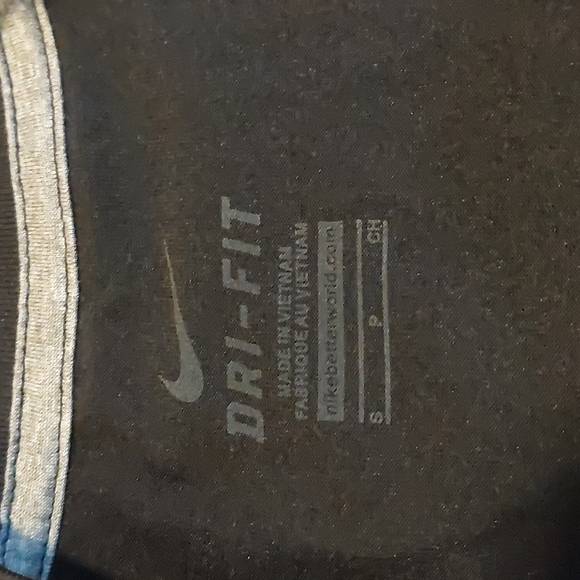 DRI-FIT
MADE IN VIETNAM
FABRIQUE AU VIETNAM
nikebetterworld.com
S P CH